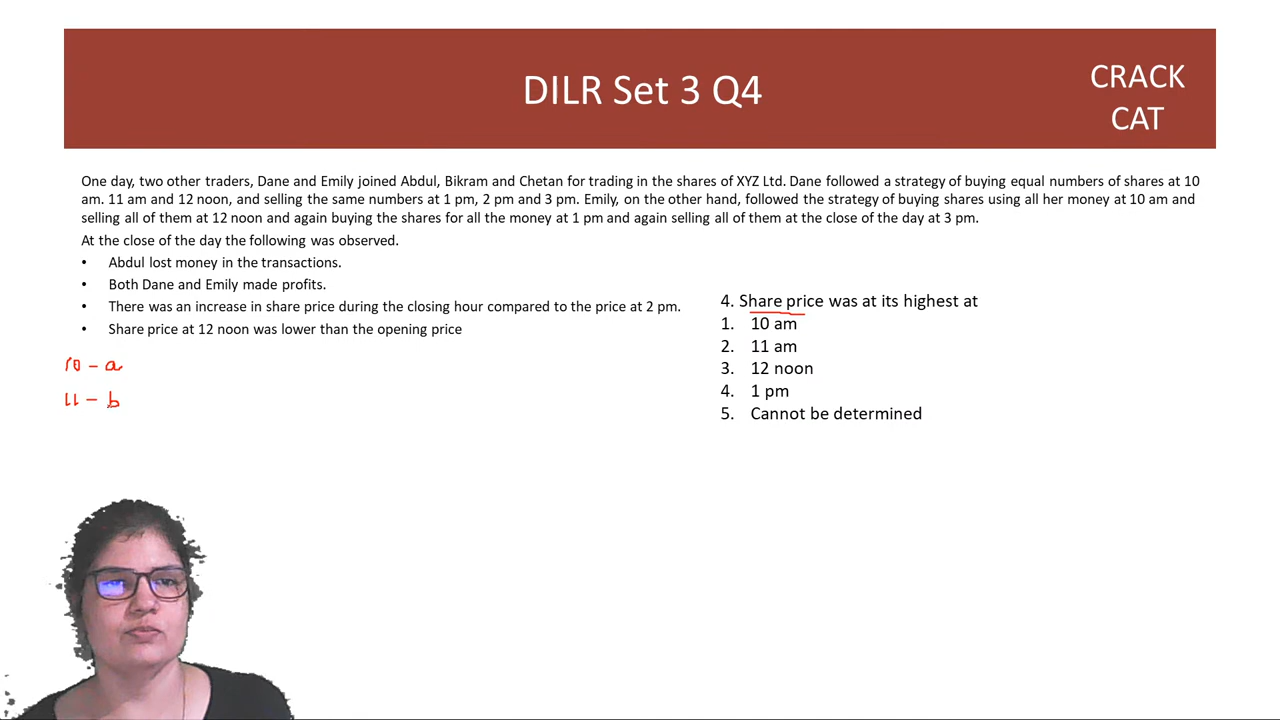 DILR Set 3 Q4
CRACK
CAT
One day, two other traders, Dane and Emily joined Abdul, Bikram and Chetan for trading in the shares of XYZ Ltd. Dane followed a strategy of buying equal numbers of shares at 10
am. 11 am and 12 noon, and selling the same numbers at 1 pm, 2 pm and 3 pm. Emily, on the other hand, followed the strategy of buying shares using all her money at 10 am and
selling all of them at 12 noon and again buying the shares for all the money at 1 pm and again selling all of them at the close of the day at 3 pm.
At the close of the day the following was observed.
• Abdul lost money in the transactions.
• Both Dane and Emily made profits.
• There was an increase in share price during the closing hour compared to the price at 2 pm.
• Share price at 12 noon was lower than the opening price
10 – a
11 – b
4. Share price was at its highest at
1. 10 am
2. 11 am
3. 12 noon
4. 1 pm
5. Cannot be determined